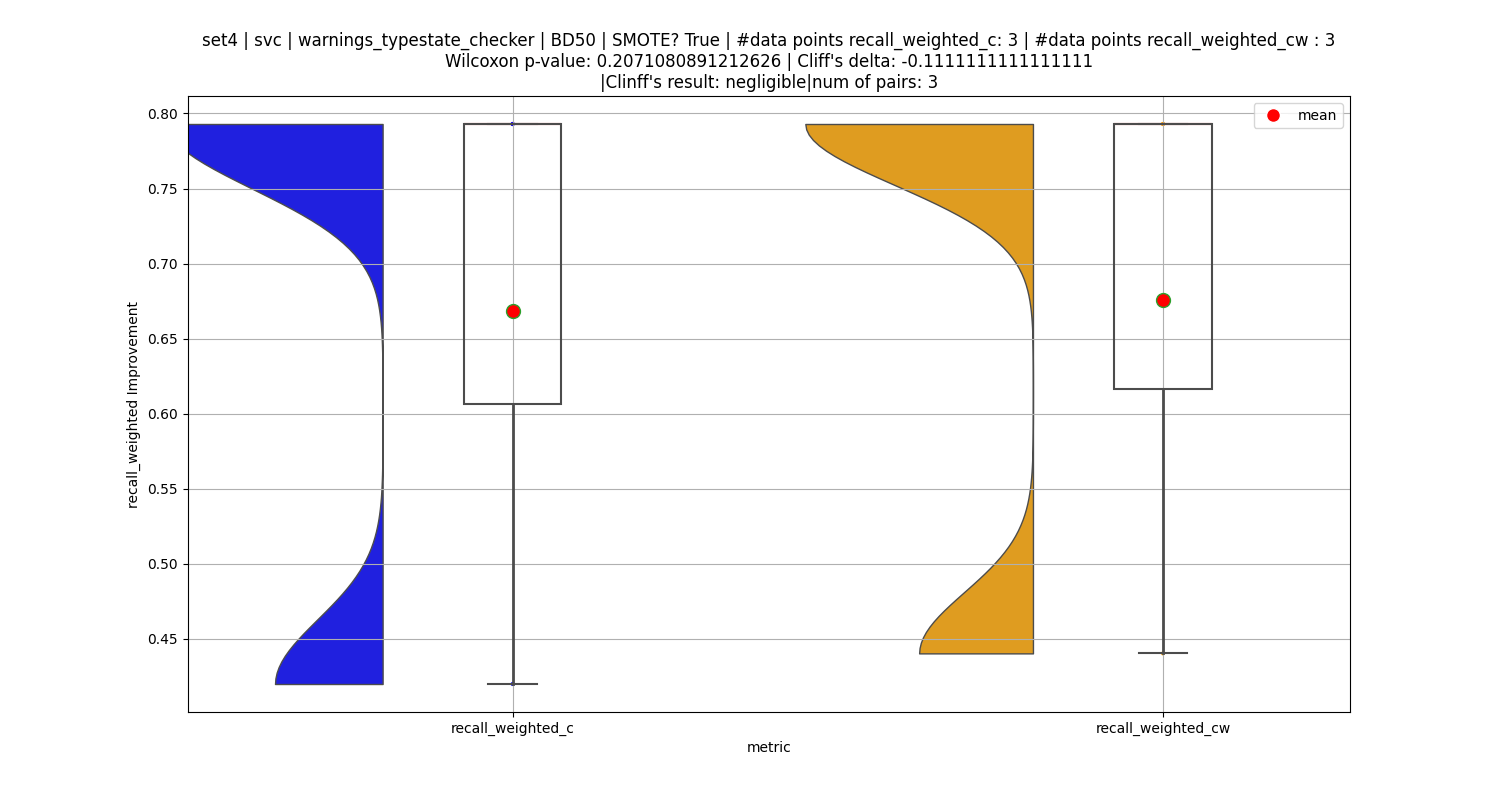 set4 | svc | warnings_typestate_checker | BD50 | SMOTE? True | #data points recall_weighted_c: 3 | #data points recall_weighted_cw : 3
Wilcoxon p-value: 0.2071080891212626 | Cliff's delta: -0.1111111111111111
|Clinff's result: negligible|num of pairs: 3
mean
0.80
0.75
0.70
0.65
0.60
0.55
0.50
0.45
recall_weighted Improvement
recall_weighted_c
recall_weighted_cw
metric